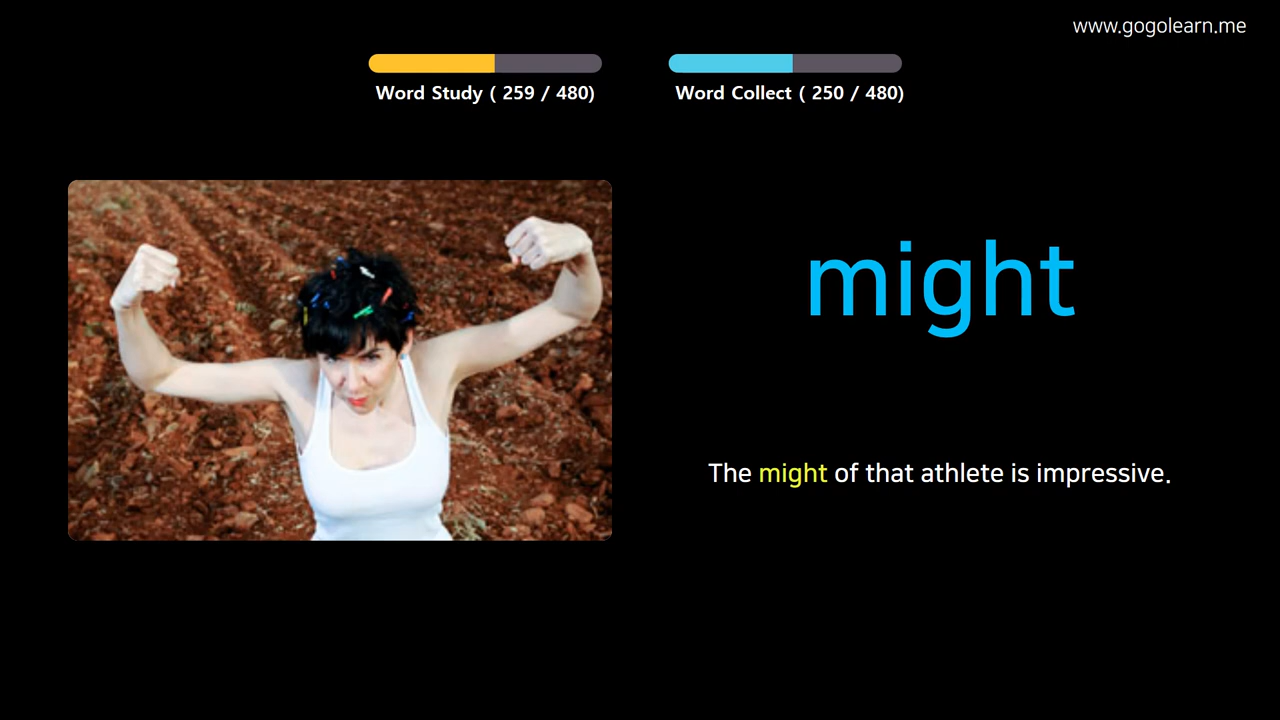 www.gogolearn.me
Word Study ( 259 / 480)
Word Collect ( 250 / 480)
might
The might of that athlete is impressive.